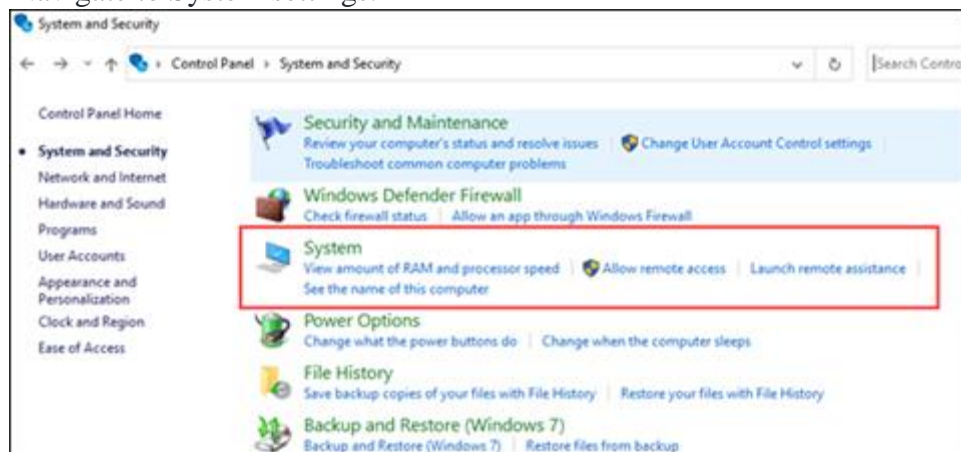 System and Security
Control Panel › System and Security
Search Contro
Control Panel Home
System and Security
Network and Internet
Hardware and Sound
Programs
User Accounts
Appearance and
Personalization
Clock and Region
Ease of Access
Security and Maintenance
Review your computer's status and resolve issues | Change User Account Control settings
Troubleshoot common computer problems
Windows Defender Firewall
Check firewall status | Allow an app through Windows Firewall
System
View amount of RAM and processor speed | Allow remote access | Launch remote assistance
See the name of this computer
Power Options
Change what the power buttons do | Change when the computer sleeps
File History
Save backup copies of your files with File History | Restore your files with File History
Backup and Restore (Windows 7)
Backup and Restore (Windows 7) | Restore files from backup